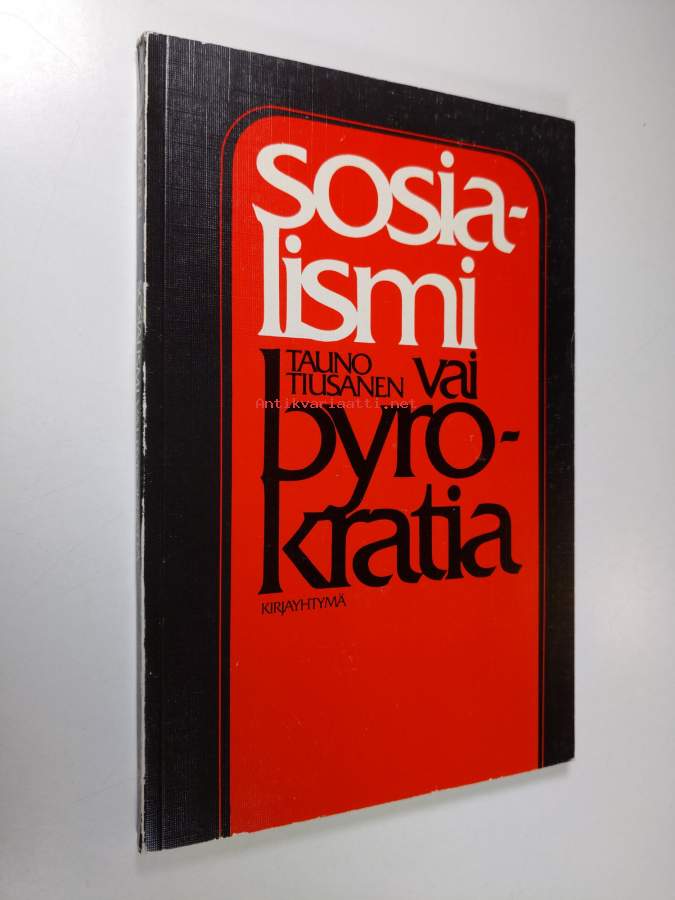 sosia-
lismi
TAUNO
TIUSANEN vai
Antikvariaatti.net
byro-
kratia
KIRJAYHTYMÄ